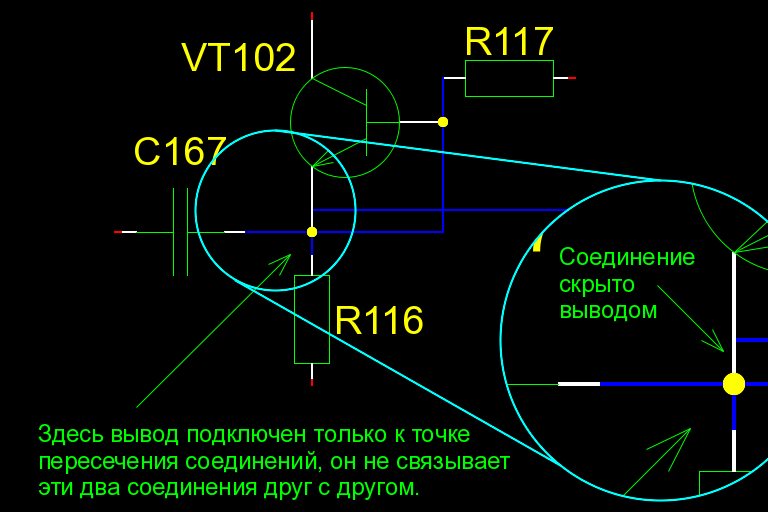 R117
VT102
C167
Соединение
скрыто
выводом
R116
Здесь вывод подключен только к точке
пересечения соединений, он не связывает
эти два соединения друг с другом.